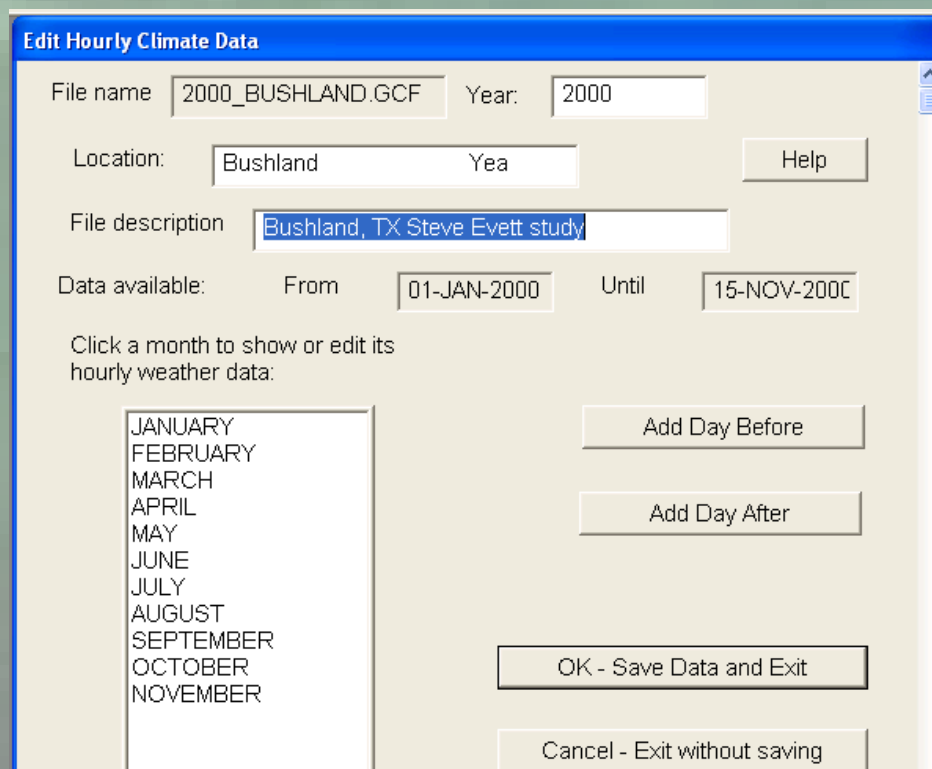 Edit Hourly Climate Data
File name 2000_BUSHLAND.GCF Year: 2000
Location: Bushland Yea Help
File description Bushland, TX Steve Evett study
Data available: From 01-JAN-2000 Until 15-NOV-200
Click a month to show or edit its
hourly weather data:
JANUARY
FEBRUARY
MARCH
APRIL
MAY
JUNE
JULY
AUGUST
SEPTEMBER
OCTOBER
NOVEMBER
Add Day Before
Add Day After
OK - Save Data and Exit
Cancel - Exit without saving